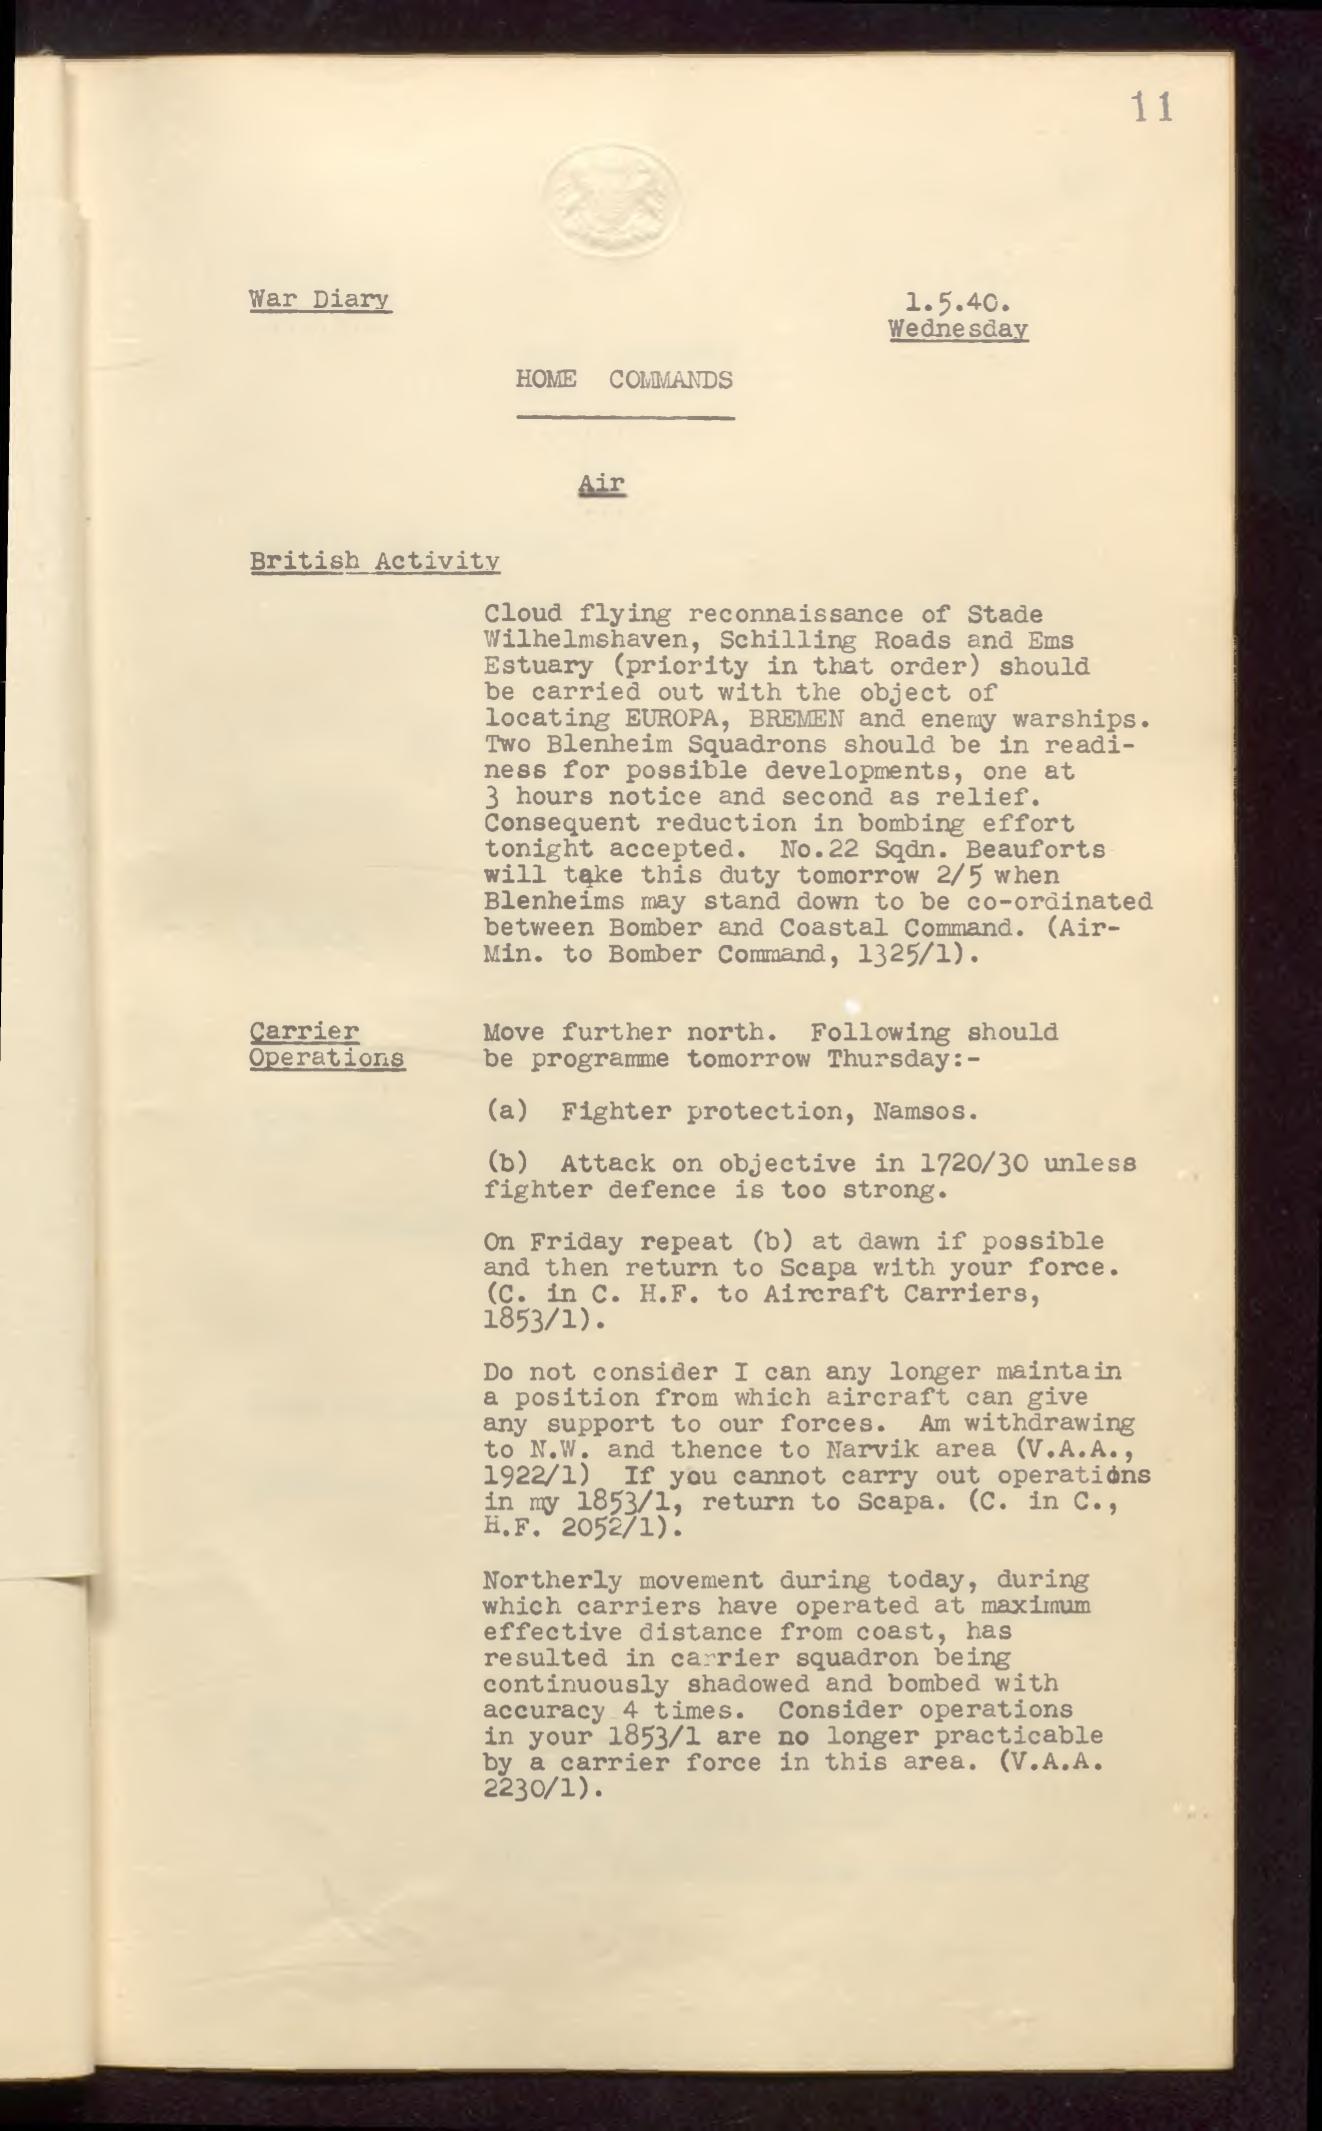 11
War Diary
1.5.40.
Wednesday
HOME COMMANDS
Air
British Activity
Cloud flying reconnaissance of Stade
Wilhelmshaven, Schilling Roads and Ems
Estuary (priority in that order) should
be carried out with the object of
locating EUROPA, BREMEN and enemy warships.
Two Blenheim Squadrons should be in readi-
ness for possible developments, one at
3 hours notice and second as relief.
Consequent reduction in bombing effort
tonight accepted. No.22 Sqdn. Beauforts
will take this duty tomorrow 2/5 when
Blenheims may stand down to be co-ordinated
between Bomber and Coastal Command. (Air-
Min. to Bomber Command, 1325/1).
Carrier
Operations
Move further north. Following should
be programme tomorrow Thursday:-
(a) Fighter protection, Namsos.
(b) Attack on objective in 1720/30 unless
fighter defence is too strong.
On Friday repeat (b) at dawn if possible
and then return to Scapa with your force.
(C. in C. H.F. to Aircraft Carriers,
1853/1).
Do not consider I can any longer maintain
a position from which aircraft can give
any support to our forces. Am withdrawing
to N.W. and thence to Narvik area (V.A.A.,
1922/1) If you cannot carry out operations
in my 1853/1, return to Scapa. (C. in C.,
H.F. 2052/1).
Northerly movement during today, during
which carriers have operated at maximum
effective distance from coast, has
resulted in carrier squadron being
continuously shadowed and bombed with
accuracy 4 times. Consider operations
in your 1853/1 are no longer practicable
by a carrier force in this area. (V.A.A.
2230/1).